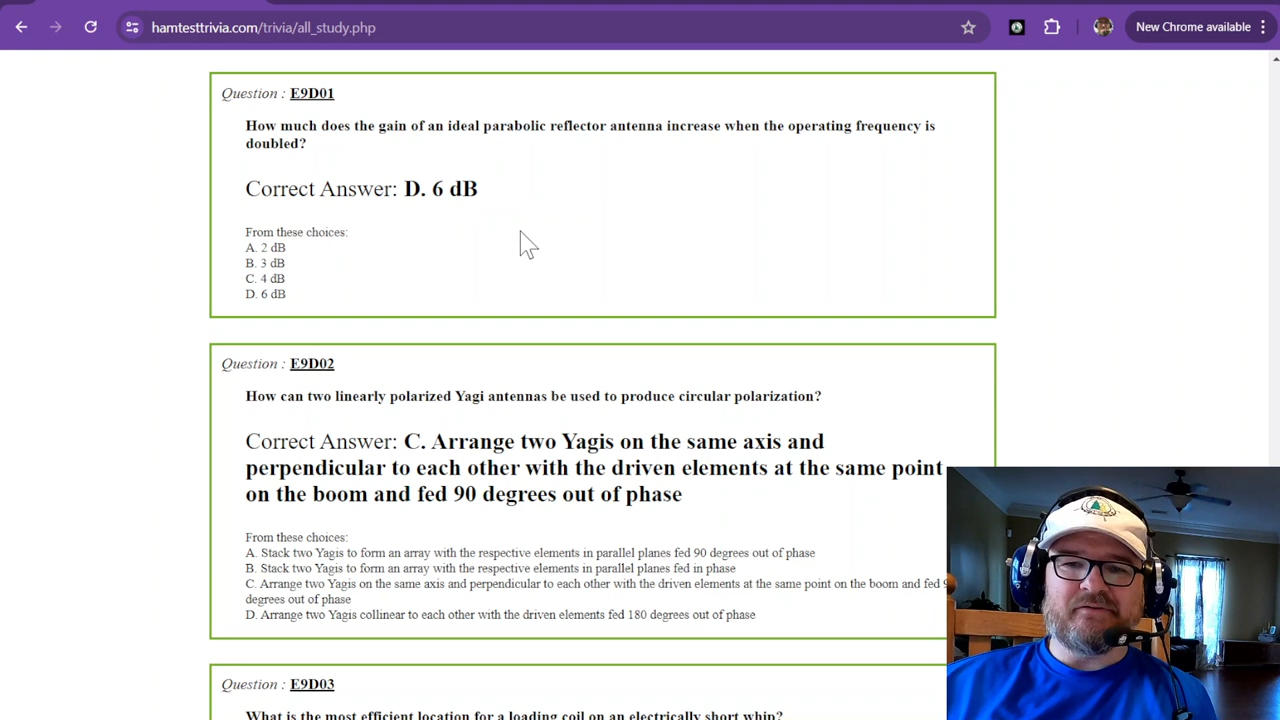 hamtesttrivia.com/trivia/all_study.php
New Chrome available
Question : E9D01
How much does the gain of an ideal parabolic reflector antenna increase when the operating frequency is
doubled?
Correct Answer: D. 6 dB
From these choices:
A. 2 dB
B. 3 dB
C. 4 dB
D. 6 dB
Question : E9D02
How can two linearly polarized Yagi antennas be used to produce circular polarization?
Correct Answer: C. Arrange two Yagis on the same axis and
perpendicular to each other with the driven elements at the same point
on the boom and fed 90 degrees out of phase
From these choices:
A. Stack two Yagis to form an array with the respective elements in parallel planes fed 90 degrees out of phase
B. Stack two Yagis to form an array with the respective elements in parallel planes fed in phase
C. Arrange two Yagis on the same axis and perpendicular to each other with the driven elements at the same point on the boom and fed
degrees out of phase
D. Arrange two Yagis collinear to each other with the driven elements fed 180 degrees out of phase
Question : E9D03
What is the most efficient location for a loading coil on an electrically short whip?